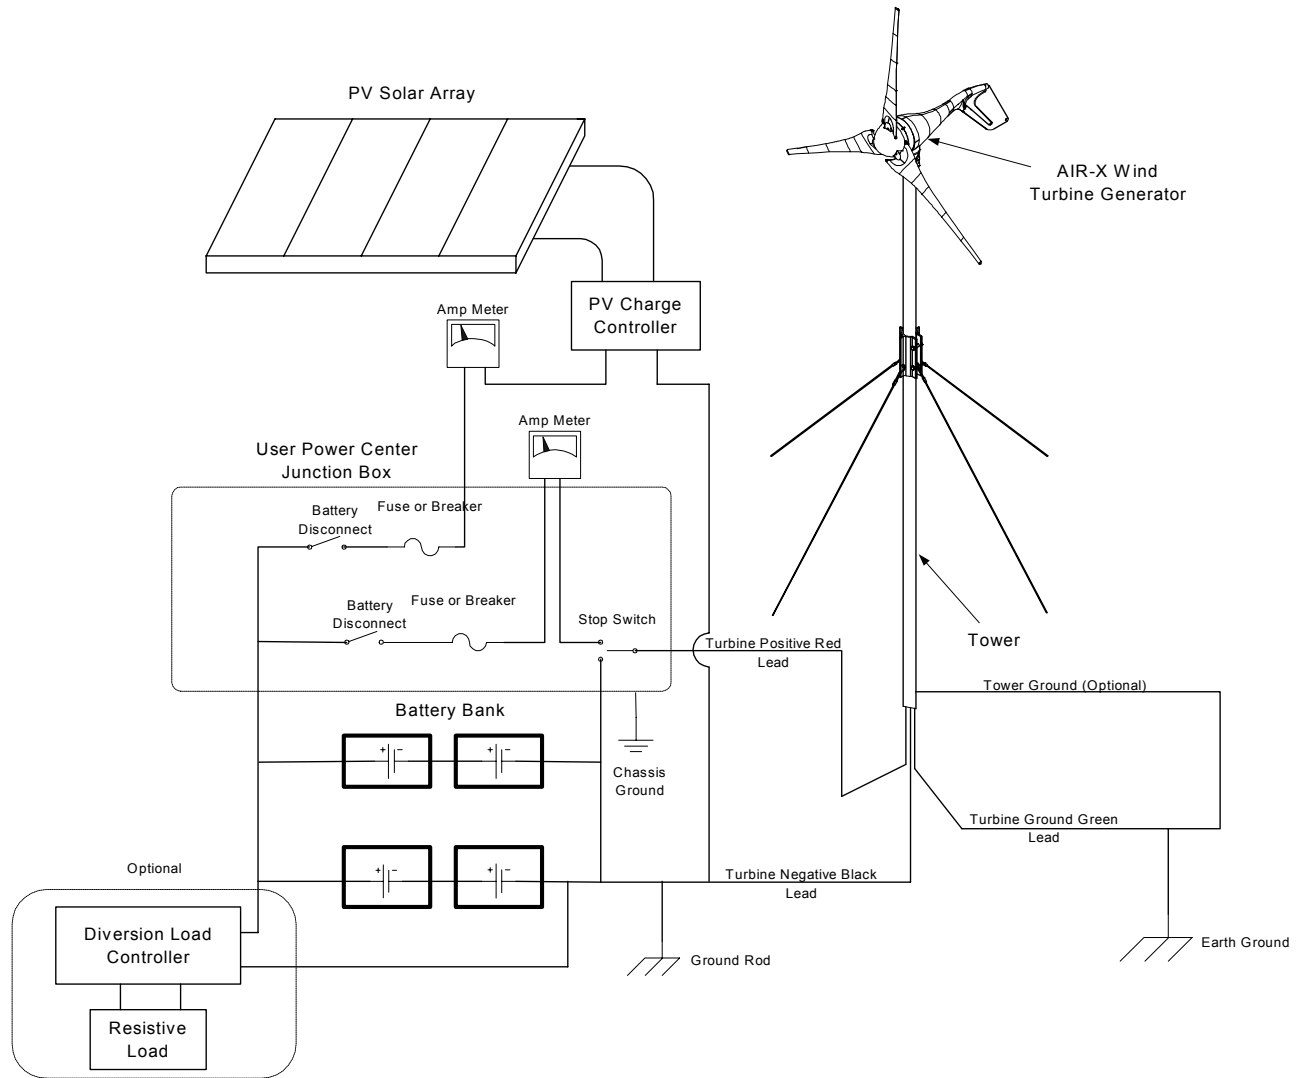 PV Solar Array
AIR-X Wind
Turbine Generator
PV Charge
Controller
Amp Meter
Amp Meter
User Power Center
Junction Box
Fuse or Breaker
Battery
Disconnect
Fuse or Breaker
Battery
Disconnect
Stop Switch
Turbine Positive Red
Lead
Tower
Tower Ground (Optional)
Battery Bank
+ −
+ −
Chassis
Ground
Turbine Ground Green
Lead
+ −
+ −
Optional
Turbine Negative Black
Lead
Diversion Load
Controller
Ground Rod
Earth Ground
Resistive
Load